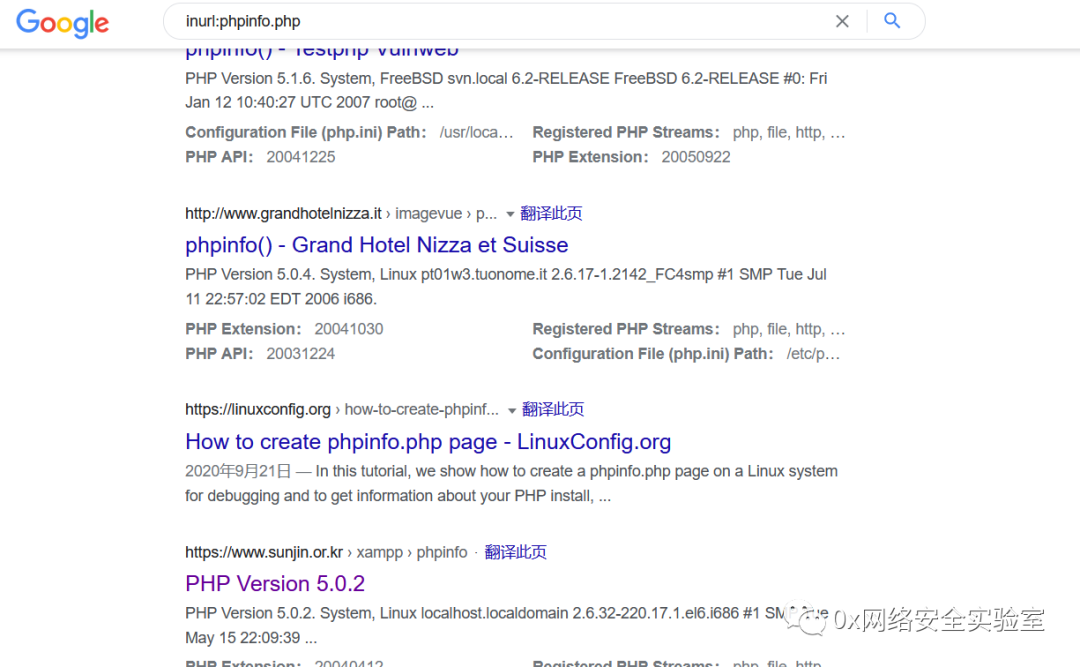 Google
inurl:phpinfo.php
phpinfo() - Testphp Vulnweb
PHP Version 5.1.6. System, FreeBSD svn.local 6.2-RELEASE FreeBSD 6.2-RELEASE #0: Fri
Jan 12 10:40:27 UTC 2007 root@ ...
Configuration File (php.ini) Path： /usr/loca… Registered PHP Streams： php, file, http, …
PHP API： 20041225 PHP Extension： 20050922
http://www.grandhotelnizza.it › imagevue › p... 翻译此页
phpinfo() - Grand Hotel Nizza et Suisse
PHP Version 5.0.4. System, Linux pt01w3.tuonome.it 2.6.17-1.2142_FC4smp #1 SMP Tue Jul
11 22:57:02 EDT 2006 i686.
PHP Extension： 20041030 Registered PHP Streams： php, file, http, …
PHP API： 20031224 Configuration File (php.ini) Path： /etc/p…
https://linuxconfig.org › how-to-create-phpinf... 翻译此页
How to create phpinfo.php page - LinuxConfig.org
2020年9月21日 — In this tutorial, we show how to create a phpinfo.php page on a Linux system
for debugging and to get information about your PHP install, ...
https://www.sunjin.or.kr › xampp › phpinfo · 翻译此页
PHP Version 5.0.2
PHP Version 5.0.2. System, Linux localhost.localdomain 2.6.32-220.17.1.el6.i686 #1 SMP Tue
May 15 22:09:39 ...
0x网络安全实验室
PHP Extension： 20040412 Registered PHP Streams： php, file, http